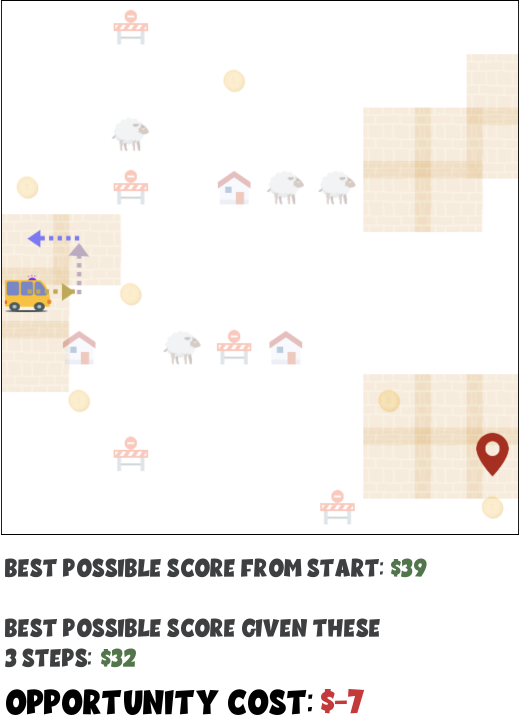 BEST POSSIBLE SCORE FROM START: $39
BEST POSSIBLE SCORE GIVEN THESE
3 STEPS: $32
OPPORTUNITY COST: $-7